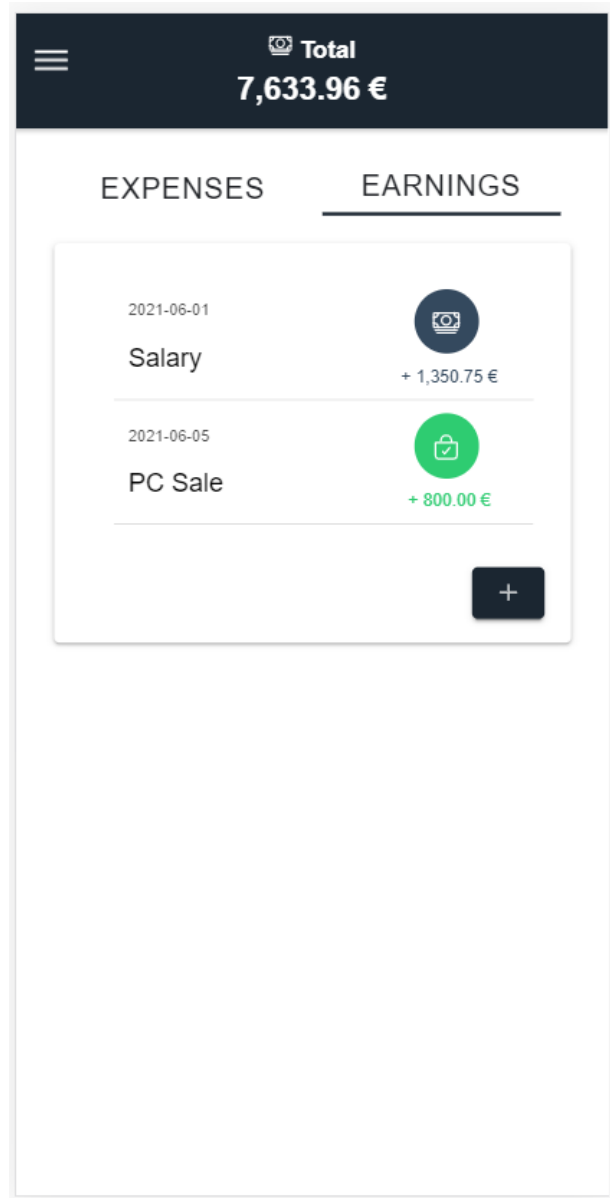 Total
7,633.96 €
EXPENSES EARNINGS
2021-06-01
Salary
+ 1,350.75 €
2021-06-05
PC Sale
+ 800.00 €
+